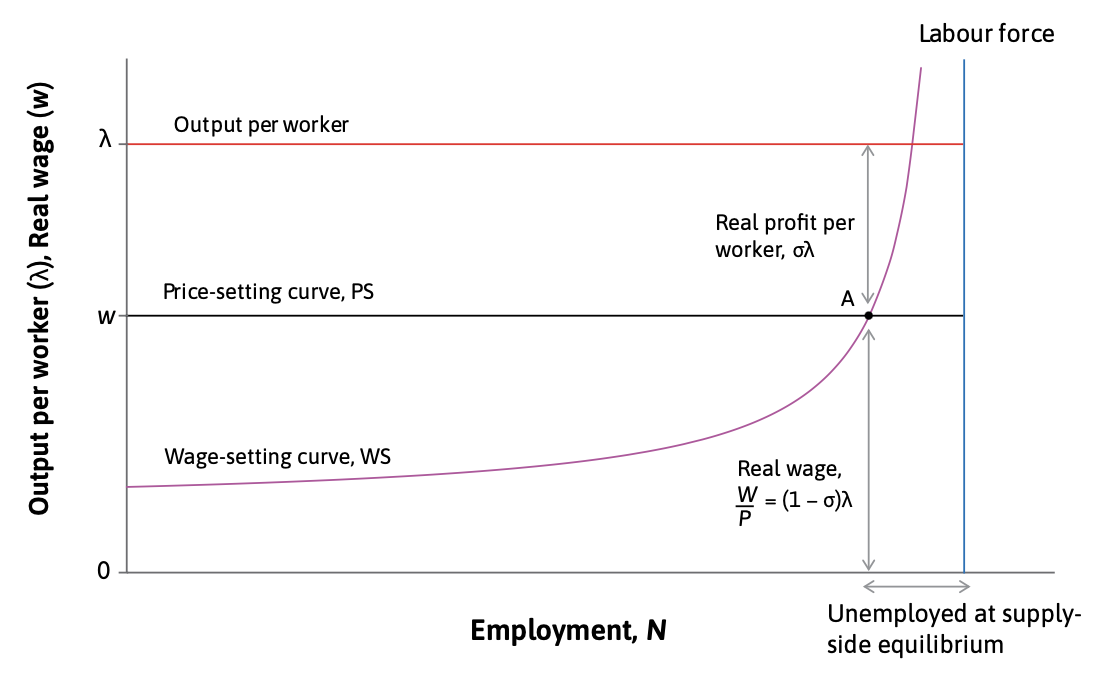 Labour force
Output per worker (λ), Real wage (w)
Output per worker
λ
Real profit per
worker, σλ
Price-setting curve, PS
A
w
Wage-setting curve, WS
Real wage,
W/P = (1 – σ)λ
0
Employment, N
Unemployed at supply-
side equilibrium